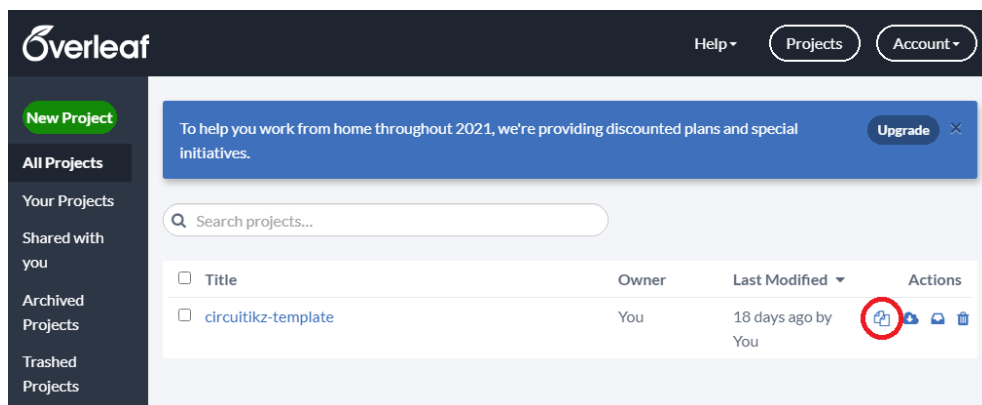 Overleaf
Help
Projects
Account
New Project
All Projects
Your Projects
Shared with
you
Archived
Projects
Trashed
Projects
To help you work from home throughout 2021, we're providing discounted plans and special
initiatives.
Upgrade
Search projects...
Title Owner Last Modified Actions
circuitikz-template You 18 days ago by
You